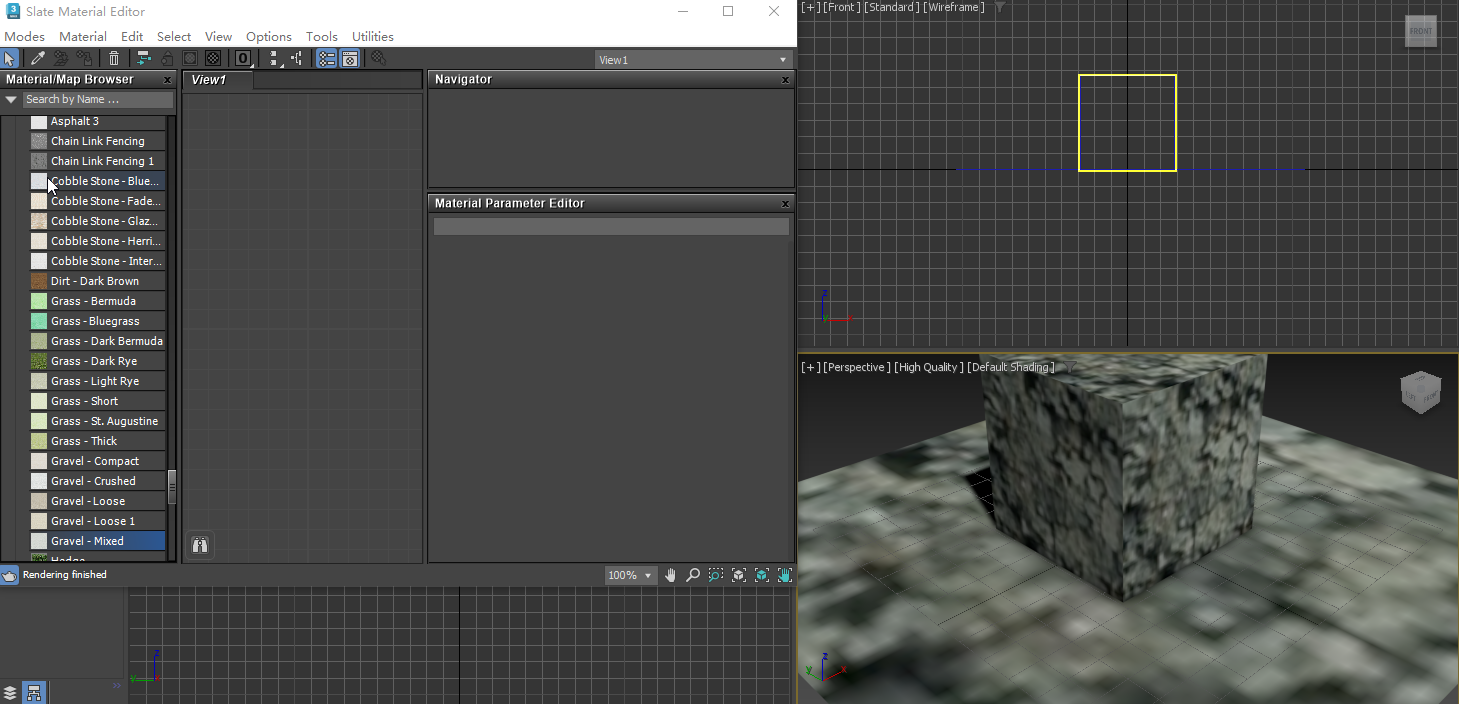 Slate Material Editor
Modes Material Edit Select View Options Tools Utilities
View1
Material/Map Browser x
Search by Name ...
Asphalt 3
Chain Link Fencing
Chain Link Fencing 1
Cobble Stone - Blue...
Cobble Stone - Fade...
Cobble Stone - Glaz...
Cobble Stone - Herri...
Cobble Stone - Inter...
Dirt - Dark Brown
Grass - Bermuda
Grass - Bluegrass
Grass - Dark Bermuda
Grass - Dark Rye
Grass - Light Rye
Grass - Short
Grass - St. Augustine
Grass - Thick
Gravel - Compact
Gravel - Crushed
Gravel - Loose
Gravel - Loose 1
Gravel - Mixed
Hedge
View1
Navigator x
Material Parameter Editor x
Rendering finished
100%
z
y
[+] [Front] [Standard] [Wireframe]
FRONT
z
[+] [Perspective] [High Quality] [Default Shading]
FRONT
z
y
x